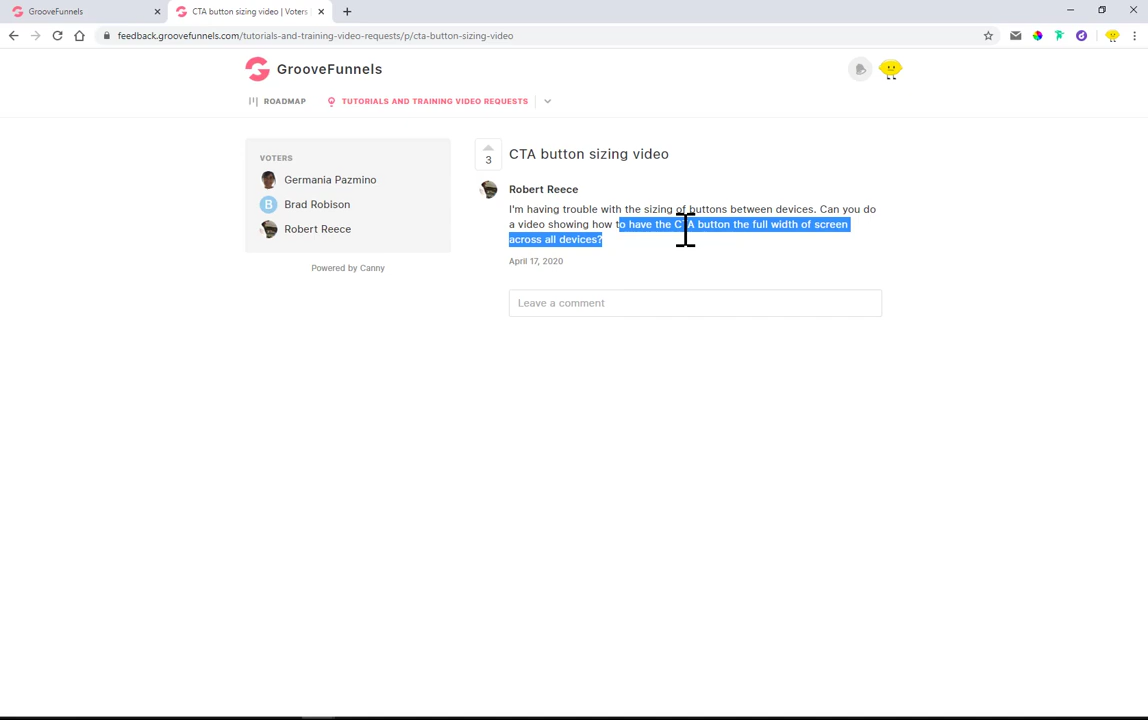 GrooveFunnels
CTA button sizing video | Voters
feedback.groovefunnels.com/tutorials-and-training-video-requests/p/cta-button-sizing-video
GrooveFunnels
ROADMAP
TUTORIALS AND TRAINING VIDEO REQUESTS
VOTERS
Germania Pazmino
B
Brad Robison
Robert Reece
Powered by Canny
3
CTA button sizing video
Robert Reece
I'm having trouble with the sizing of buttons between devices. Can you do
a video showing how to have the CTA button the full width of screen
across all devices?
April 17, 2020
Leave a comment